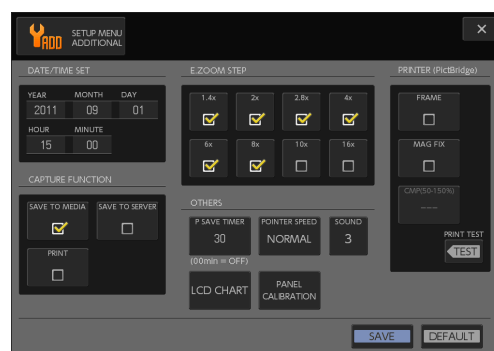 ADD
SETUP MENU
ADDITIONAL
×
DATE/TIME SET
YEAR MONTH DAY
2011 09 01
HOUR MINUTE
15 00
CAPTURE FUNCTION
SAVE TO MEDIA SAVE TO SERVER
PRINT
E.ZOOM STEP
1.4x 2x 2.8x 4x
6x 8x 10x 16x
OTHERS
P SAVE TIMER POINTER SPEED SOUND
30 NORMAL 3
(00min = OFF)
LCD CHART
PANEL
CALIBRATION
PRINTER (PictBridge)
FRAME
MAG FIX
CMP(50-150%)
---
PRINT TEST
TEST
SAVE DEFAULT